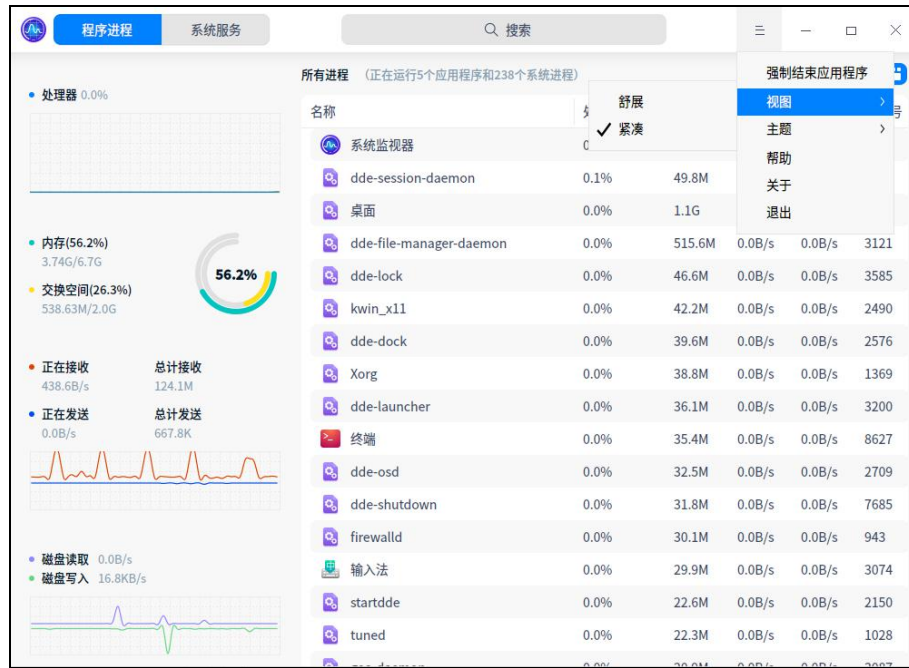 程序进程 系统服务 搜索
强制结束应用程序
视图
主题
帮助
关于
退出
舒展
紧凑
处理器 0.0%
内存(56.2%)
3.74G/6.7G
56.2%
交换空间(26.3%)
538.63M/2.0G
正在接收 总计接收
438.6B/s 124.1M
正在发送 总计发送
0.0B/s 667.8K
磁盘读取 0.0B/s
磁盘写入 16.8KB/s
所有进程 (正在运行5个应用程序和238个系统进程)
名称
系统监视器
dde-session-daemon 0.1% 49.8M
桌面 0.0% 1.1G
dde-file-manager-daemon 0.0% 515.6M 0.0B/s 0.0B/s 3121
dde-lock 0.0% 46.6M 0.0B/s 0.0B/s 3585
kwin_x11 0.0% 42.2M 0.0B/s 0.0B/s 2490
dde-dock 0.0% 39.6M 0.0B/s 0.0B/s 2576
Xorg 0.0% 38.8M 0.0B/s 0.0B/s 1369
dde-launcher 0.0% 36.1M 0.0B/s 0.0B/s 3200
终端 0.0% 35.4M 0.0B/s 0.0B/s 8627
dde-osd 0.0% 32.5M 0.0B/s 0.0B/s 2709
dde-shutdown 0.0% 31.8M 0.0B/s 0.0B/s 7685
firewalld 0.0% 30.1M 0.0B/s 0.0B/s 943
输入法 0.0% 29.9M 0.0B/s 0.0B/s 3074
startdde 0.0% 22.6M 0.0B/s 0.0B/s 2150
tuned 0.0% 22.3M 0.0B/s 0.0B/s 1028